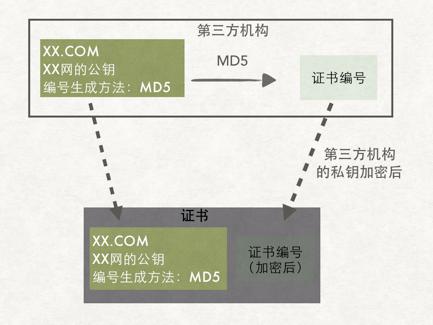 第三方机构
XX.COM
XX网的公钥
编号生成方法：MD5
MD5
证书编号
第三方机构
的私钥加密后
证书
XX.COM
XX网的公钥
编号生成方法：MD5
证书编号
（加密后）